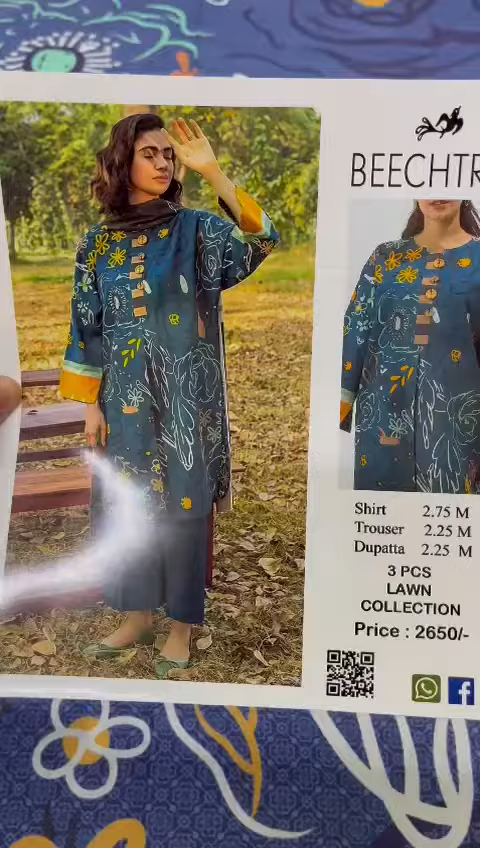 BEECHTR
Shirt 2.75 M
Trouser 2.25 M
Dupatta 2.25 M
3 PCS
LAWN
COLLECTION
Price : 2650/-